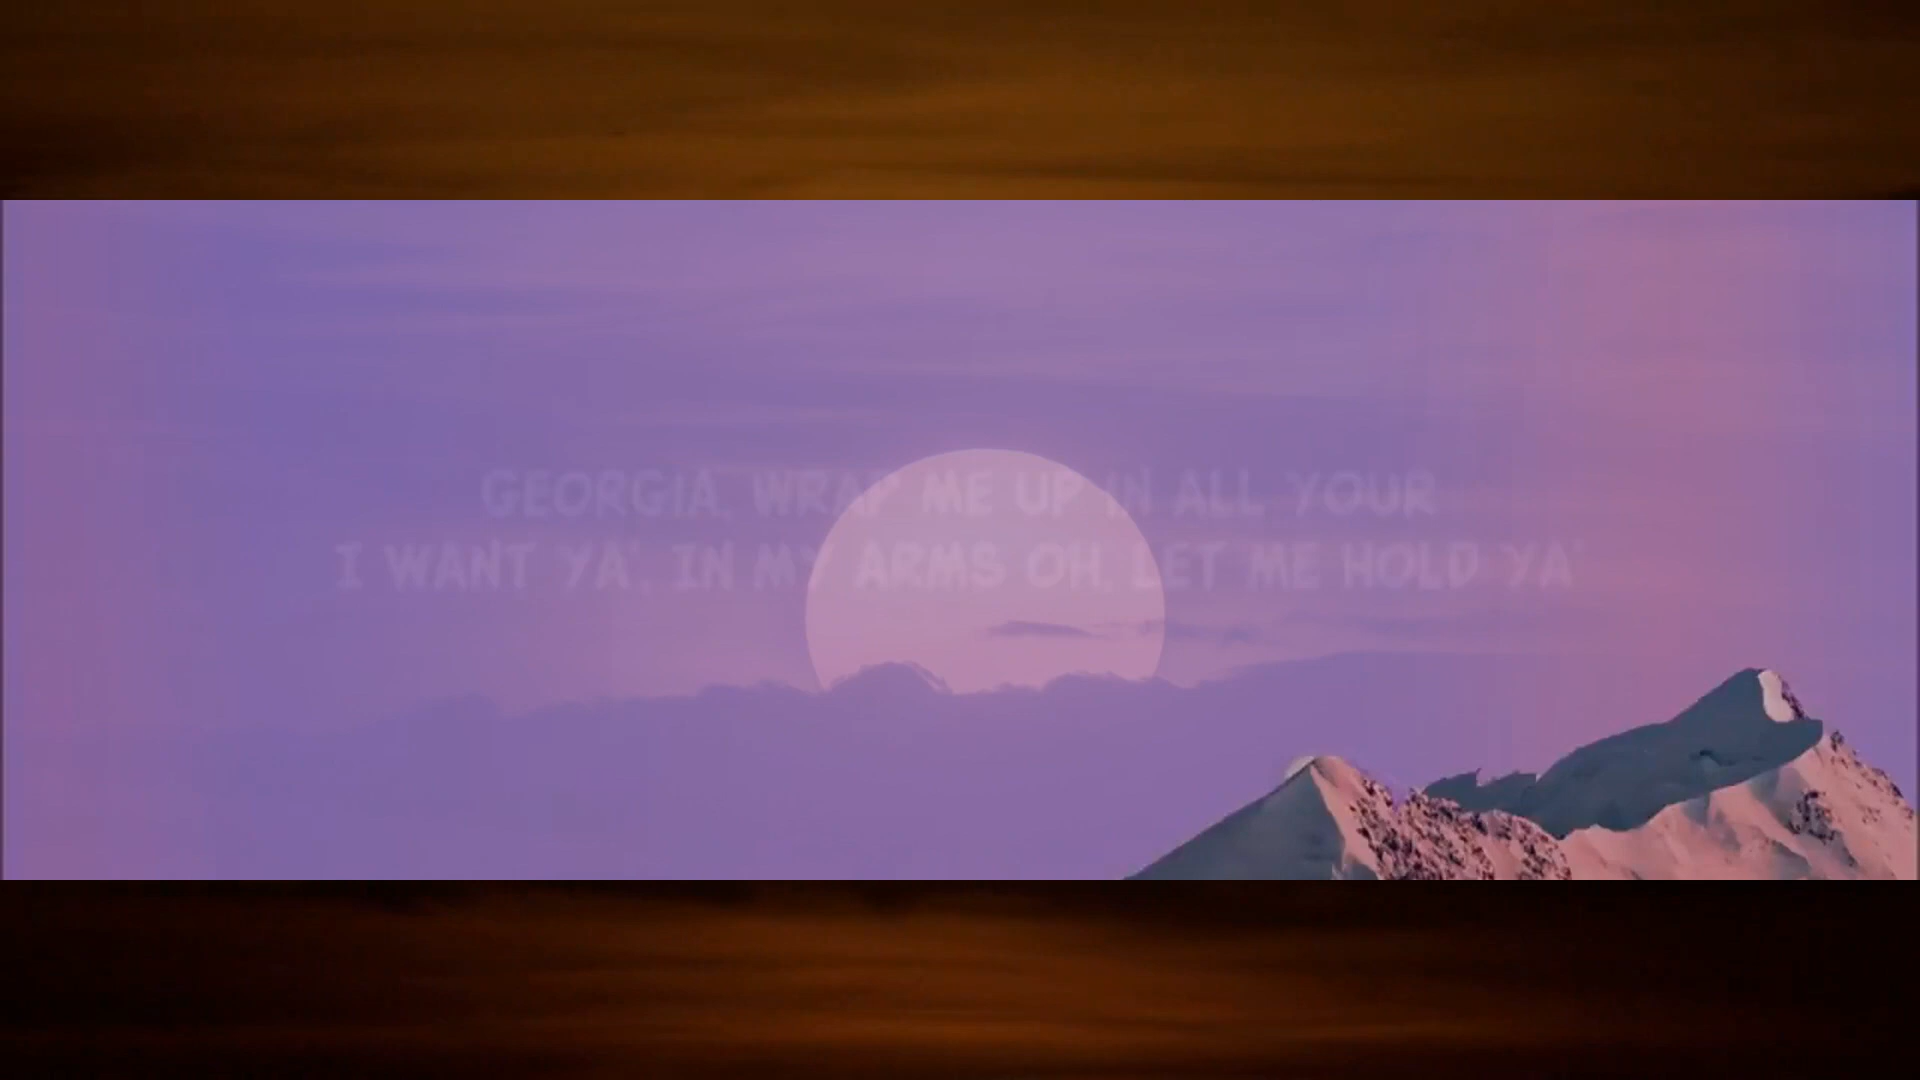 GEORGIA, WRAP ME UP IN ALL YOUR
I WANT YA', IN MY ARMS OH, LET ME HOLD YA'